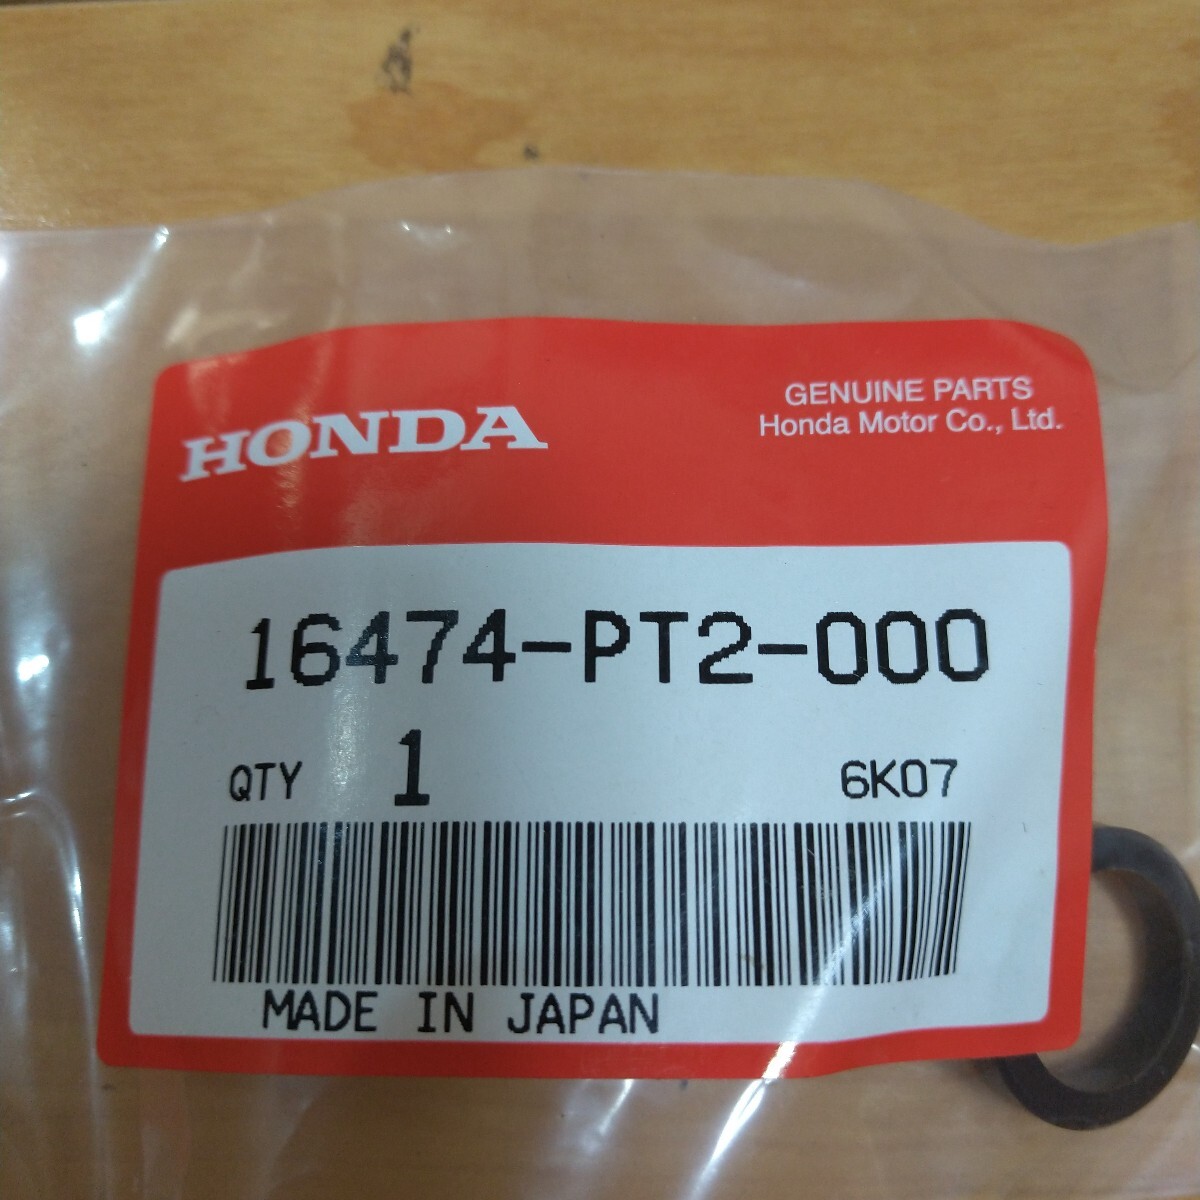 HONDA
GENUINE PARTS
Honda Motor Co., Ltd.
16474-PT2-000
QTY 1 6K07
MADE IN JAPAN